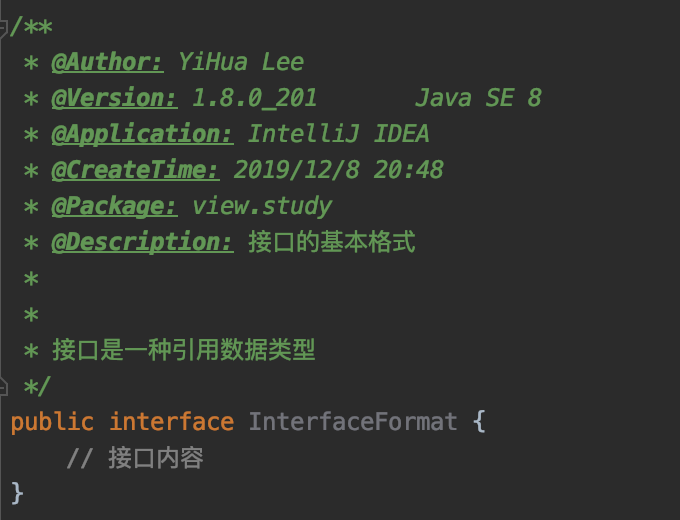 /**
 * @Author: YiHua Lee
 * @Version: 1.8.0_201       Java SE 8
 * @Application: IntelliJ IDEA
 * @CreateTime: 2019/12/8 20:48
 * @Package: view.study
 * @Description: 接口的基本格式
 *
 *
 * 接口是一种引用数据类型
 */
public interface InterfaceFormat {
    // 接口内容
}